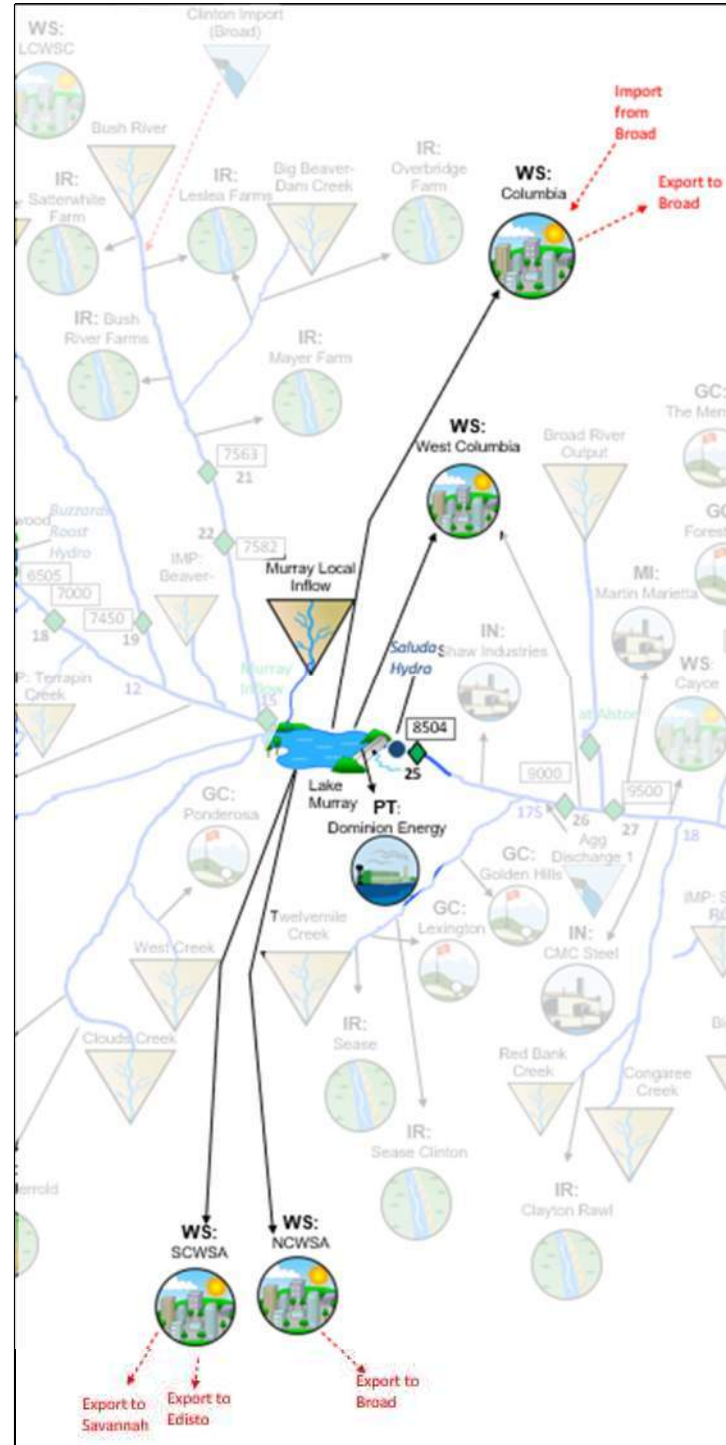 WS:
LCWSC
Clinton Import
(Broad)
Bush River
IR:
Satterwhite
Farm
IR:
Leslea Farms
Big Beaver-
Dam Creek
IR:
Overbridge
Farm
WS:
Columbia
Import
from
Broad
Export to
Broad
IR: Bush
River Farms
IR:
Mayer Farm
WS:
West Columbia
Broad River
Output
GC:
7563
21
22
7582
Buzzards
Roost
Hydro
wood
6505
7000
18
7450
19
IMP:
Beaver-
Murray Local
Inflow
MI:
Martin Marietta
IN:
Shaw Industries
Saluda
Hydro
WS:
Cayce
P: Terrapin
Creek
12
Murray
Inflow
15
at Alston
8504
25
Lake
Murray
PT:
Dominion Energy
9000
9500
175
26
27
18
Agg
Discharge 1
GC:
Ponderosa
GC:
Golden Hills
GC:
Lexington
IN:
CMC Steel
IMP: S
Twelvemile
Creek
West Creek
Clouds Creek
IR:
Sease
Red Bank
Creek
Congaree
Creek
IR:
Sease Clinton
IR:
Clayton Rawl
errold
WS:
SCWSA
WS:
NCWSA
Export to
Savannah
Export to
Edisto
Export to
Broad